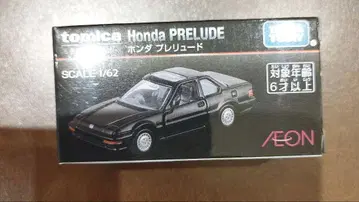 tomica Honda PRELUDE
ホンダ プレリュード
SCALE 1/62
対象年齢
6才以上
ÆON